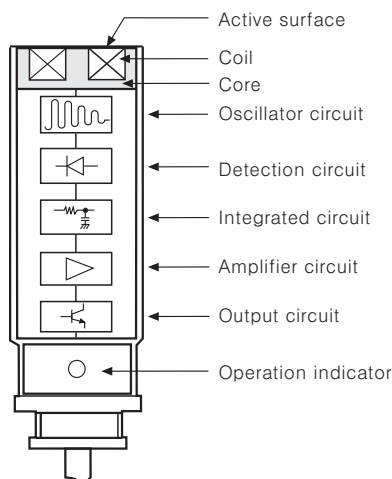 Active surface
Coil
Core
Oscillator circuit
Detection circuit
Integrated circuit
Amplifier circuit
Output circuit
Operation indicator